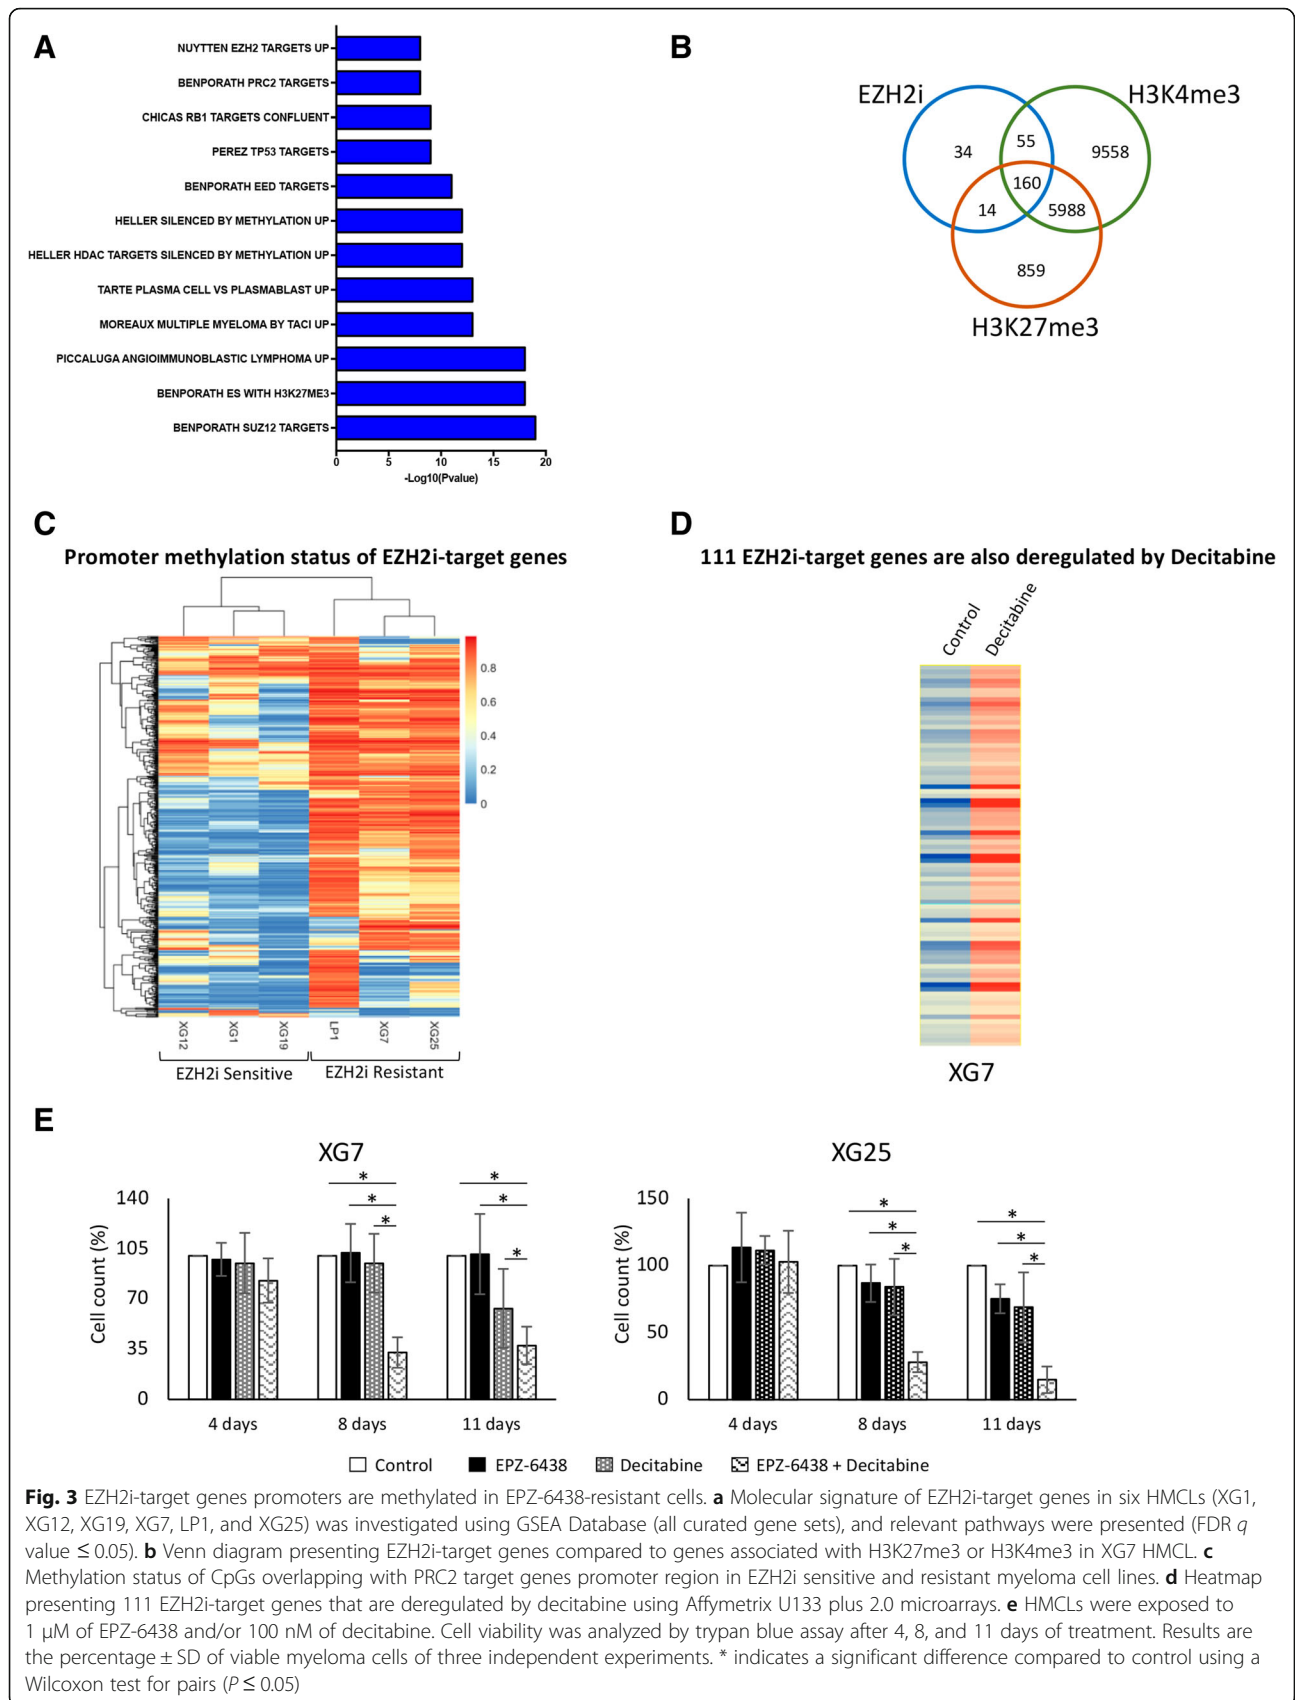 A
NUYTTEN EZH2 TARGETS UP
BENPORATH PRC2 TARGETS
CHICAS RB1 TARGETS CONFLUENT
PEREZ TP53 TARGETS
BENPORATH EED TARGETS
HELLER SILENCED BY METHYLATION UP
HELLER HDAC TARGETS SILENCED BY METHYLATION UP
TARTE PLASMA CELL VS PLASMABLAST UP
MOREAUX MULTIPLE MYELOMA BY TACI UP
PICCALUGA ANGIOIMMUNOBLASTIC LYMPHOMA UP
BENPORATH ES WITH H3K27ME3
BENPORATH SUZ12 TARGETS
0 5 10 15 20
-Log10(Pvalue)
B
EZH2i
H3K4me3
34
55
9558
160
14
5988
859
H3K27me3
C
Promoter methylation status of EZH2i-target genes
0.8
0.6
0.4
0.2
0
XG12 XG1 XG19 LP1 XG7 XG25
EZH2i Sensitive EZH2i Resistant
D
111 EZH2i-target genes are also deregulated by Decitabine
Control Decitabine
XG7
E
XG7
Cell count (%)
140
105
70
35
0
* * *
* * *
4 days 8 days 11 days
XG25
Cell count (%)
150
100
50
0
* * *
* * *
4 days 8 days 11 days
Control EPZ-6438 Decitabine EPZ-6438 + Decitabine
Fig. 3 EZH2i-target genes promoters are methylated in EPZ-6438-resistant cells. a Molecular signature of EZH2i-target genes in six HMCLs (XG1,
XG12, XG19, XG7, LP1, and XG25) was investigated using GSEA Database (all curated gene sets), and relevant pathways were presented (FDR q
value ≤ 0.05). b Venn diagram presenting EZH2i-target genes compared to genes associated with H3K27me3 or H3K4me3 in XG7 HMCL. c
Methylation status of CpGs overlapping with PRC2 target genes promoter region in EZH2i sensitive and resistant myeloma cell lines. d Heatmap
presenting 111 EZH2i-target genes that are deregulated by decitabine using Affymetrix U133 plus 2.0 microarrays. e HMCLs were exposed to
1 μM of EPZ-6438 and/or 100 nM of decitabine. Cell viability was analyzed by trypan blue assay after 4, 8, and 11 days of treatment. Results are
the percentage ± SD of viable myeloma cells of three independent experiments. * indicates a significant difference compared to control using a
Wilcoxon test for pairs (P ≤ 0.05)